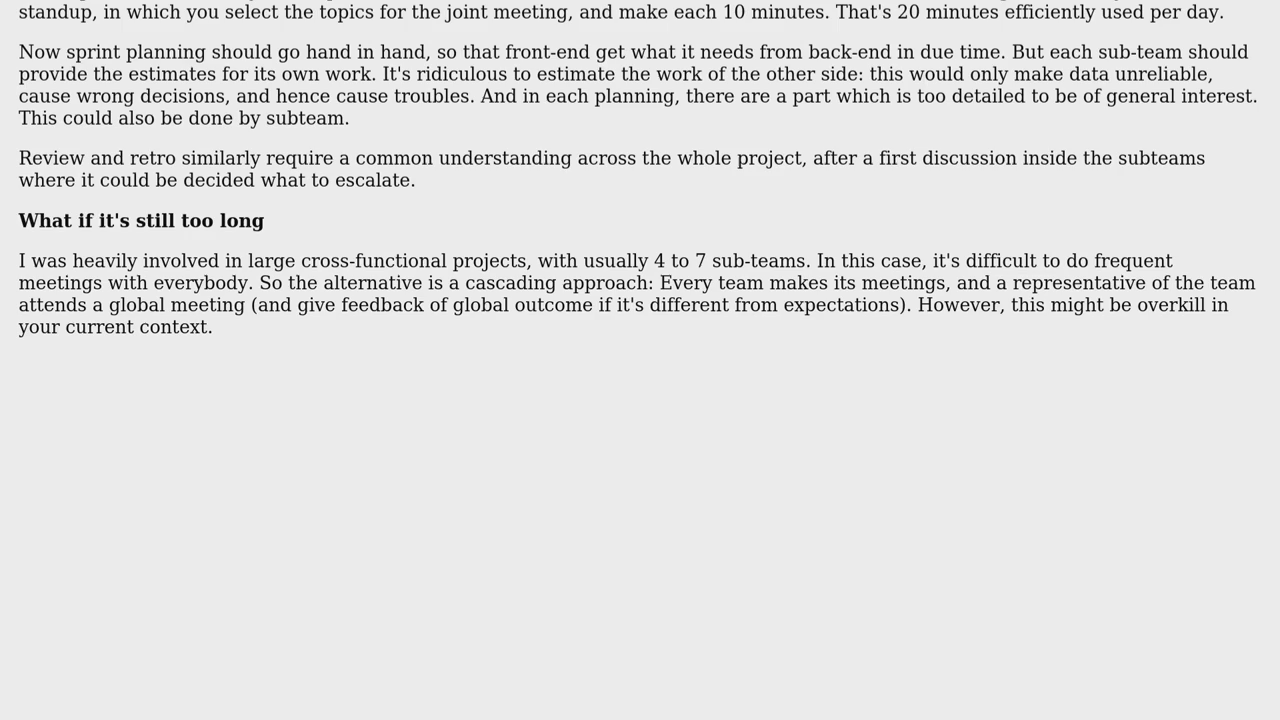 standup, in which you select the topics for the joint meeting, and make each 10 minutes. That's 20 minutes efficiently used per day.
Now sprint planning should go hand in hand, so that front-end get what it needs from back-end in due time. But each sub-team should
provide the estimates for its own work. It's ridiculous to estimate the work of the other side: this would only make data unreliable,
cause wrong decisions, and hence cause troubles. And in each planning, there are a part which is too detailed to be of general interest.
This could also be done by subteam.
Review and retro similarly require a common understanding across the whole project, after a first discussion inside the subteams
where it could be decided what to escalate.
What if it's still too long
I was heavily involved in large cross-functional projects, with usually 4 to 7 sub-teams. In this case, it's difficult to do frequent
meetings with everybody. So the alternative is a cascading approach: Every team makes its meetings, and a representative of the team
attends a global meeting (and give feedback of global outcome if it's different from expectations). However, this might be overkill in
your current context.